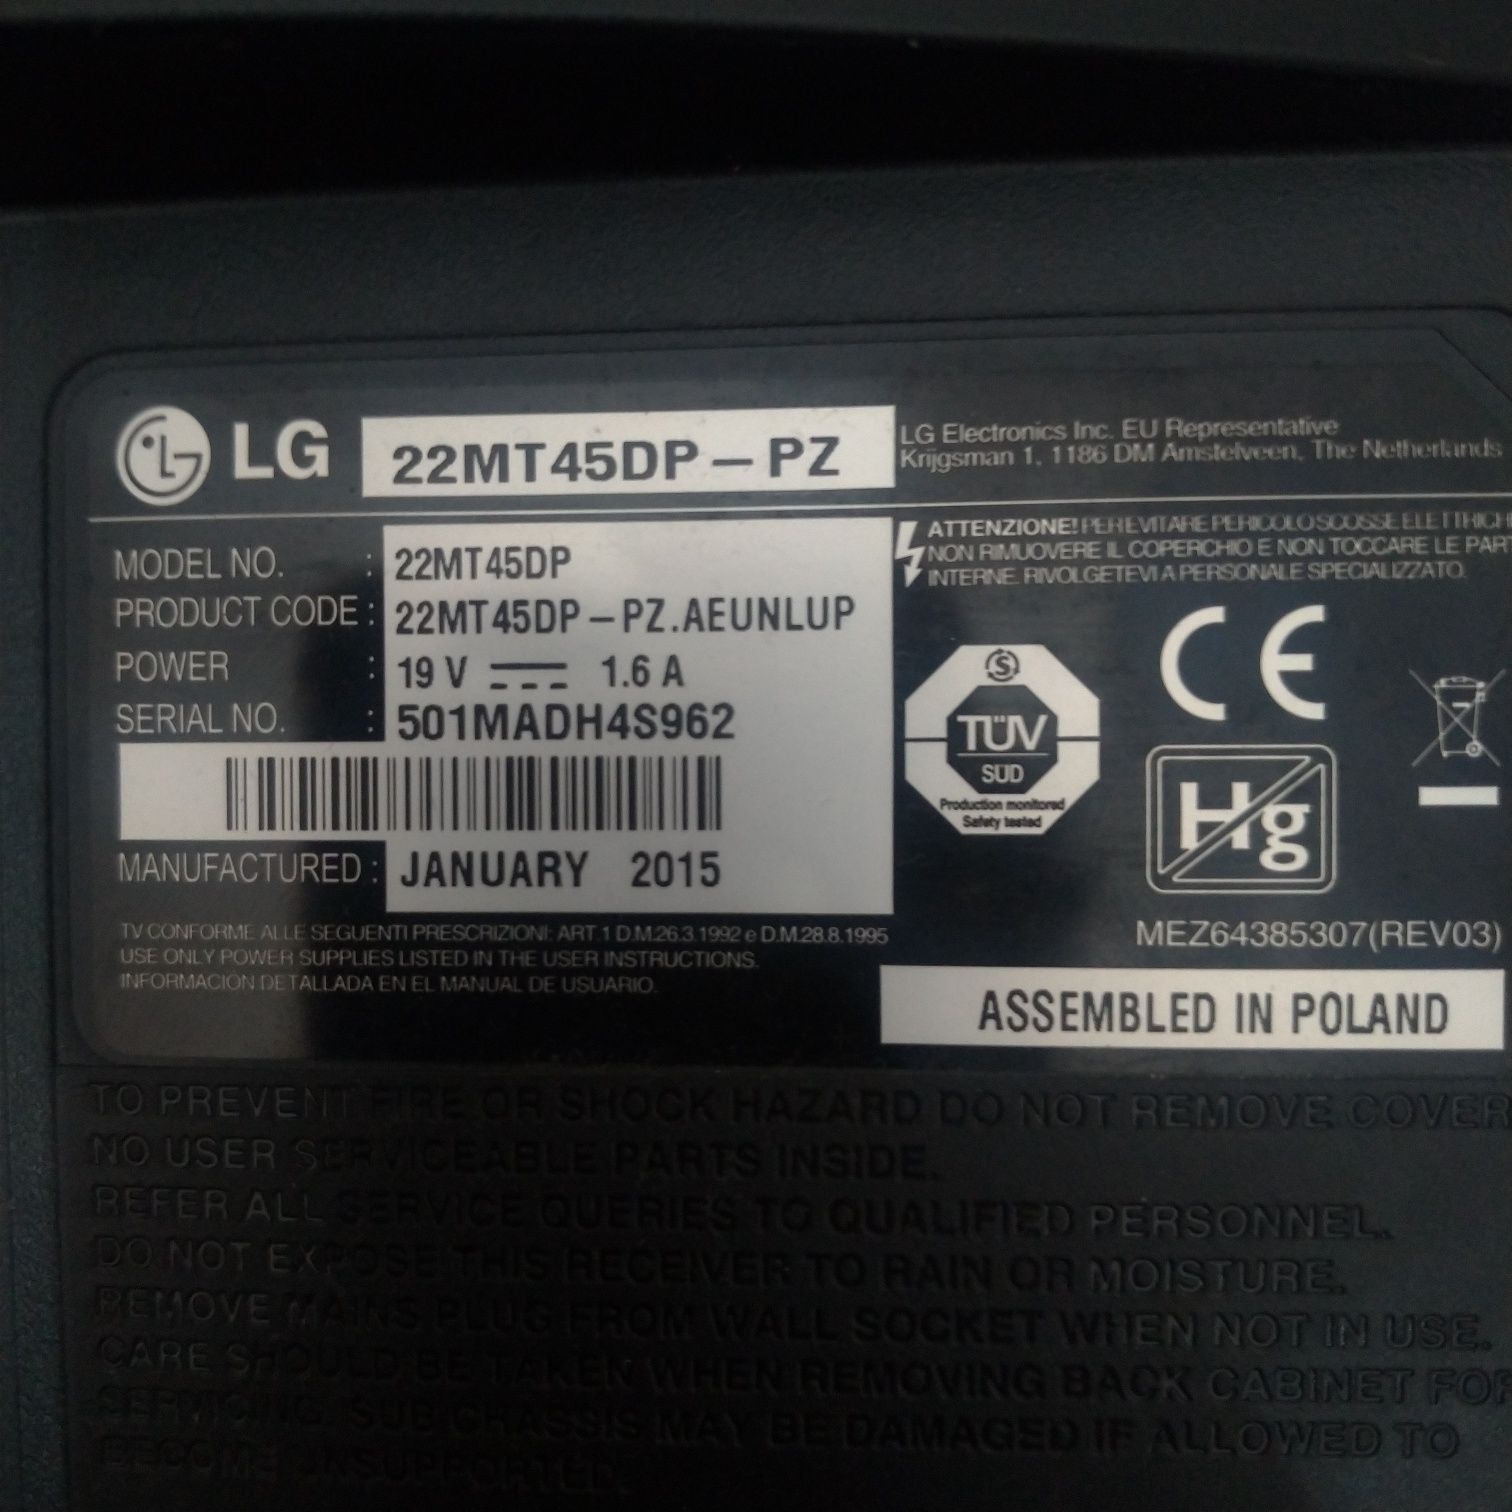 LG 22MT45DP-PZ
LG Electronics Inc. EU Representative
Krijgsman 1, 1186 DM Amstelveen, The Netherlands
MODEL NO. : 22MT45DP
PRODUCT CODE : 22MT45DP-PZ.AEUNLUP
POWER : 19 V 1.6 A
SERIAL NO. : 501MADH4S962
MANUFACTURED : JANUARY 2015
ATTENZIONE! PER EVITARE PERICOLO SCOSSE ELETTRICH
NON RIMUOVERE IL COPERCHIO E NON TOCCARE LE PART
INTERNE. RIVOLGETEVI A PERSONALE SPECIALIZZATO.
CE
TÜV
SÜD
Production monitored
Safety tested
Hg
TV CONFORME ALLE SEGUENTI PRESCRIZIONI: ART.1 D.M.26.3.1992 e D.M.28.8.1995
USE ONLY POWER SUPPLIES LISTED IN THE USER INSTRUCTIONS.
INFORMACION DETALLADA EN EL MANUAL DE USUARIO.
MEZ64385307(REV03)
ASSEMBLED IN POLAND
TO PREVENT FIRE OR SHOCK HAZARD DO NOT REMOVE COVER
NO USER SERVICEABLE PARTS INSIDE.
REFER ALL SERVICE QUERIES TO QUALIFIED PERSONNEL.
DO NOT EXPOSE THIS RECEIVER TO RAIN OR MOISTURE.
REMOVE MAINS PLUG FROM WALL SOCKET WHEN NOT IN USE.
CARE SHOULD BE TAKEN WHEN REMOVING BACK CABINET FOR
SERVICING SUB CHASSIS MAY BE DAMAGED IF ALLOWED TO
BECOME UNSUPPORTED.